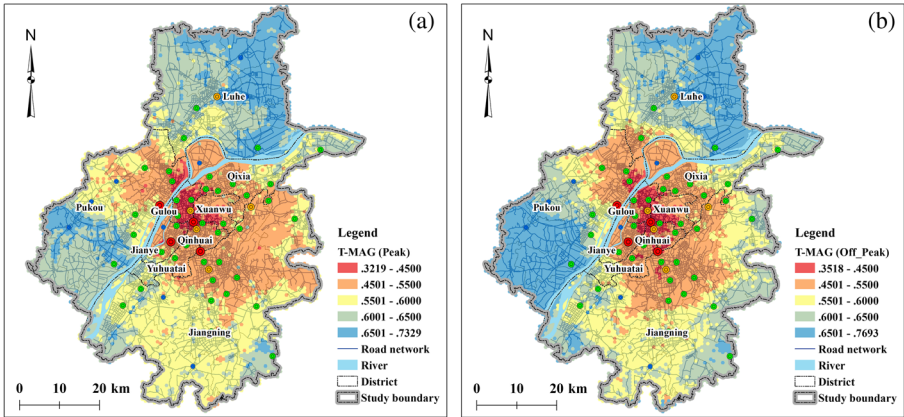 (a)
N
Luhe
Qixia
Pukou
Gulou
Xuanwu
Jianye
Qinhuai
Yuhuatai
Jiangning
Legend
T-MAG (Peak)
.3219 - .4500
.4501 - .5500
.5501 - .6000
.6001 - .6500
.6501 - .7329
Road network
River
District
Study boundary
0 10 20 km
(b)
N
Luhe
Qixia
Pukou
Gulou
Xuanwu
Jianye
Qinhuai
Yuhuatai
Jiangning
Legend
T-MAG (Off_Peak)
.3518 - .4500
.4501 - .5500
.5501 - .6000
.6001 - .6500
.6501 - .7693
Road network
River
District
Study boundary
0 10 20 km